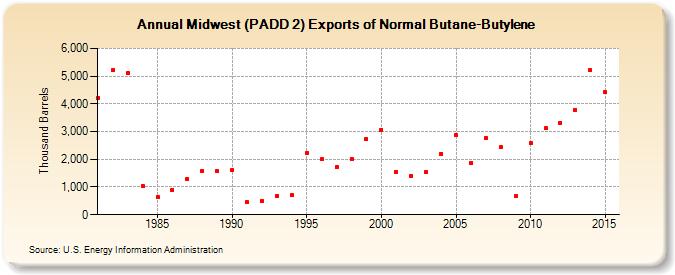 Annual Midwest (PADD 2) Exports of Normal Butane-Butylene
Thousand Barrels
6,000
5,000
4,000
3,000
2,000
1,000
0
1985 1990 1995 2000 2005 2010 2015
Source: U.S. Energy Information Administration